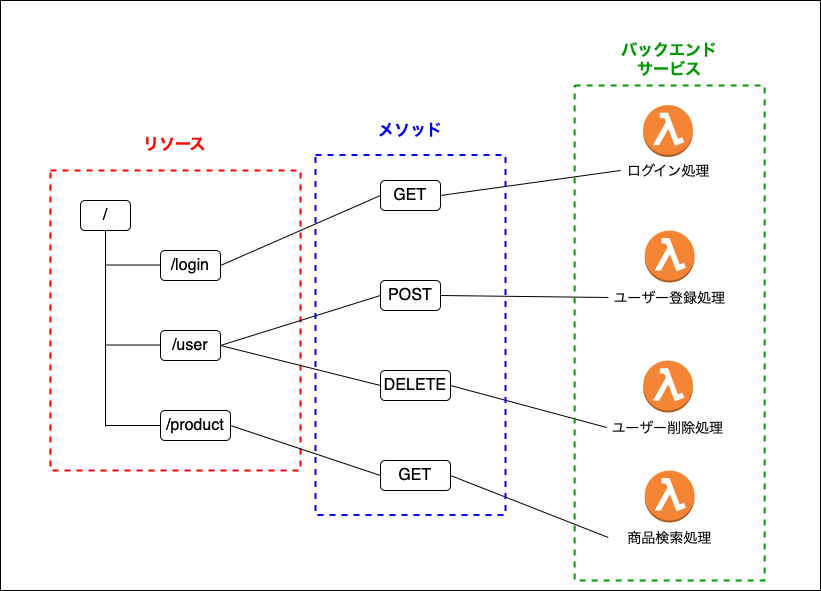 バックエンド
サービス
メソッド
リソース
ログイン処理
GET
/
/login
ユーザー登録処理
POST
/user
DELETE
ユーザー削除処理
/product
GET
商品検索処理